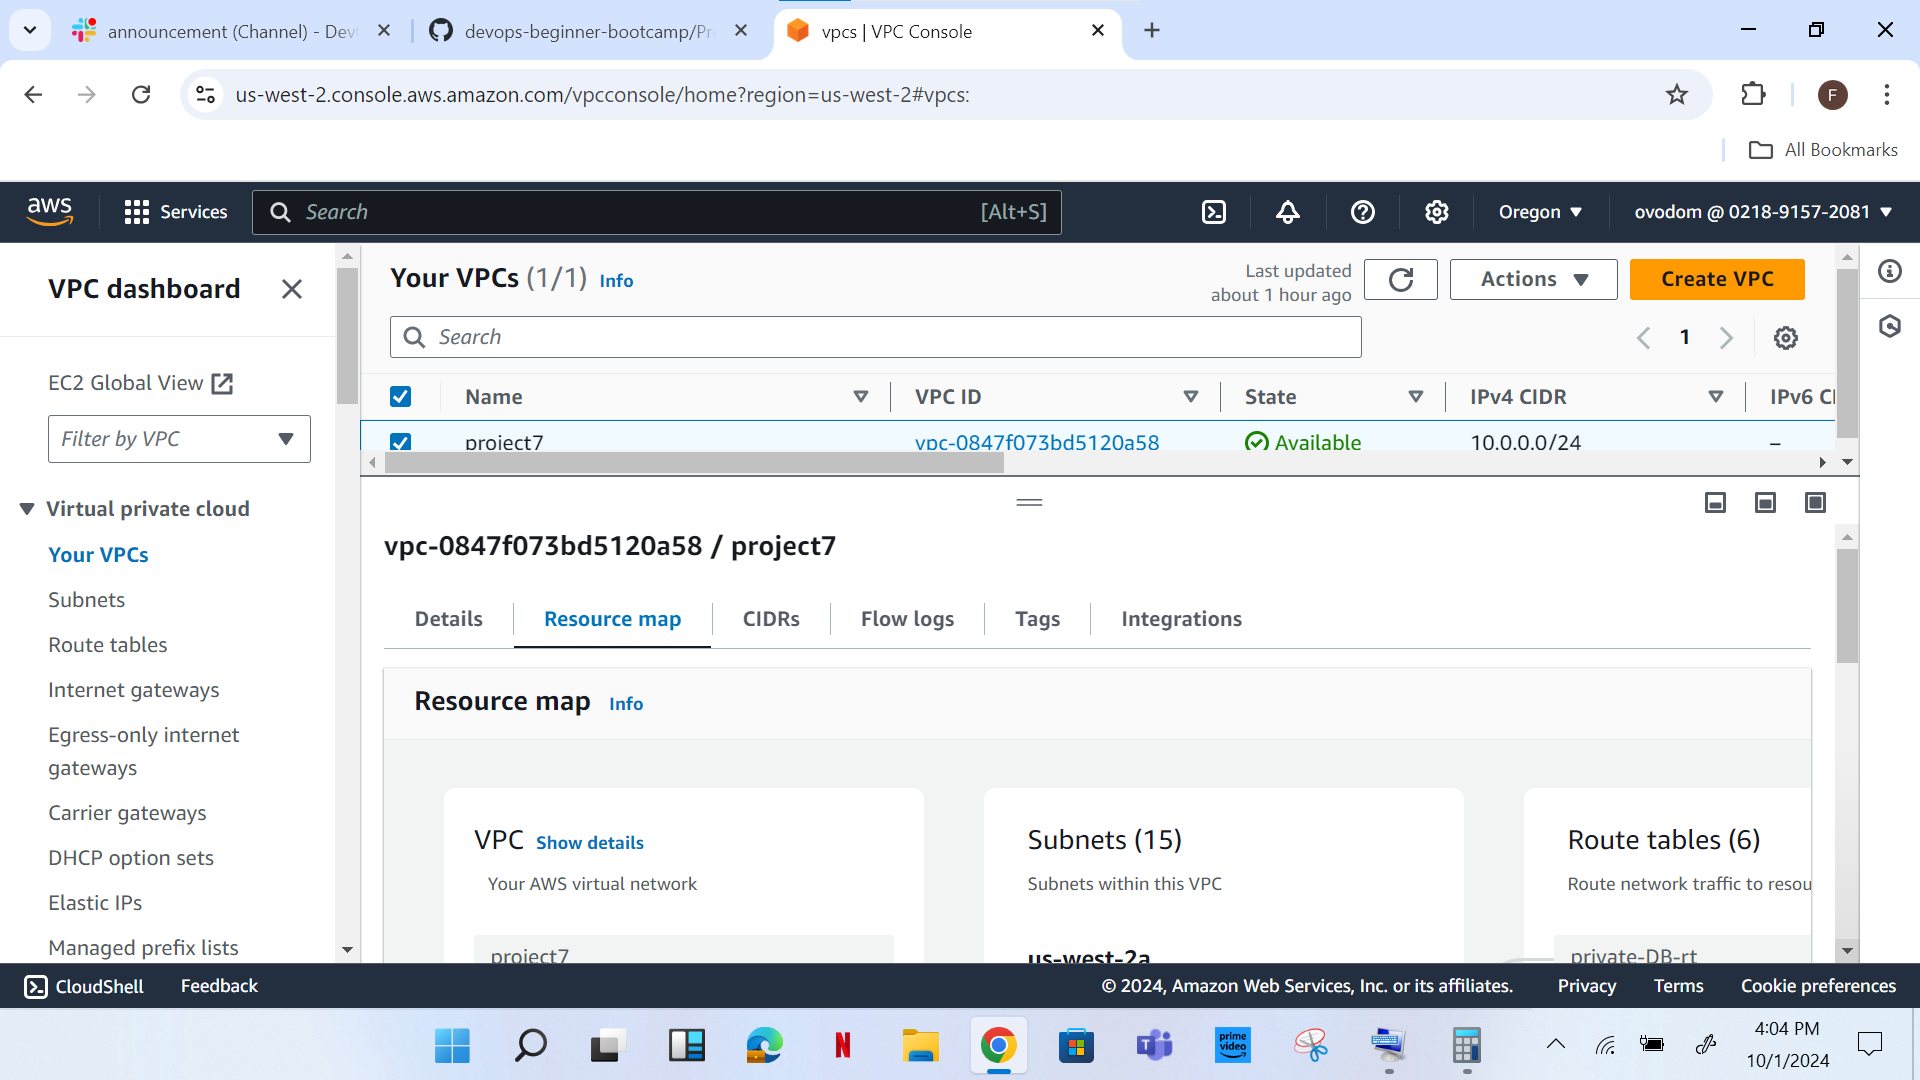 announcement (Channel) - Dev
devops-beginner-bootcamp/Pr
vpcs | VPC Console
us-west-2.console.aws.amazon.com/vpcconsole/home?region=us-west-2#vpcs:
F
All Bookmarks
aws
Services
Search
[Alt+S]
Oregon
ovodom @ 0218-9157-2081
VPC dashboard
EC2 Global View
Filter by VPC
Virtual private cloud
Your VPCs
Subnets
Route tables
Internet gateways
Egress-only internet
gateways
Carrier gateways
DHCP option sets
Elastic IPs
Managed prefix lists
Your VPCs (1/1) Info
Last updated
about 1 hour ago
Actions
Create VPC
Search
1
Name
VPC ID
State
IPv4 CIDR
IPv6 CI
project7
vpc-0847f073bd5120a58
Available
10.0.0.0/24
–
vpc-0847f073bd5120a58 / project7
Details
Resource map
CIDRs
Flow logs
Tags
Integrations
Resource map Info
VPC Show details
Your AWS virtual network
project7
Subnets (15)
Subnets within this VPC
us-west-2a
Route tables (6)
Route network traffic to resou
private-DB-rt
CloudShell
Feedback
© 2024, Amazon Web Services, Inc. or its affiliates.
Privacy
Terms
Cookie preferences
N
prime
video
4:04 PM
10/1/2024